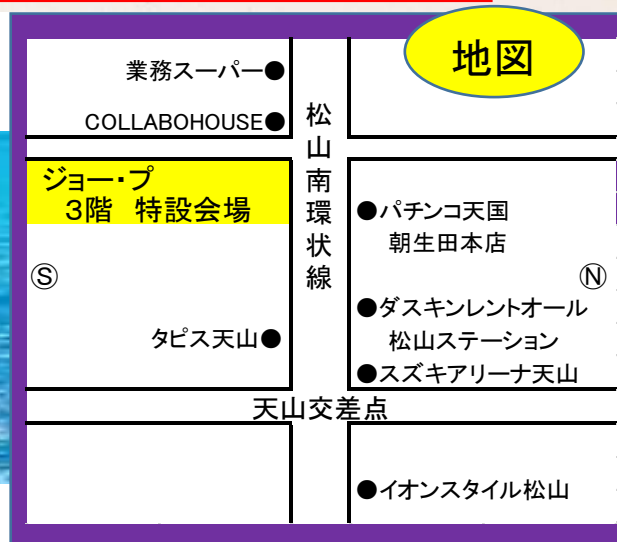 地図
業務スーパー●
COLLABOHOUSE●
松山南環状線
ジョー・プ
3階 特設会場
●パチンコ天国
朝生田本店
Ⓢ
Ⓝ
●ダスキンレントオール
松山ステーション
タピス天山●
●スズキアリーナ天山
天山交差点
●イオンスタイル松山